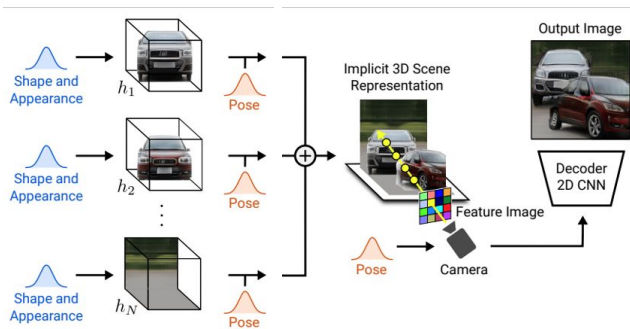 Shape and
Appearance
h1
Pose
Shape and
Appearance
h2
Pose
Shape and
Appearance
hN
Pose
Implicit 3D Scene
Representation
Feature Image
Pose
Camera
Output Image
Decoder
2D CNN